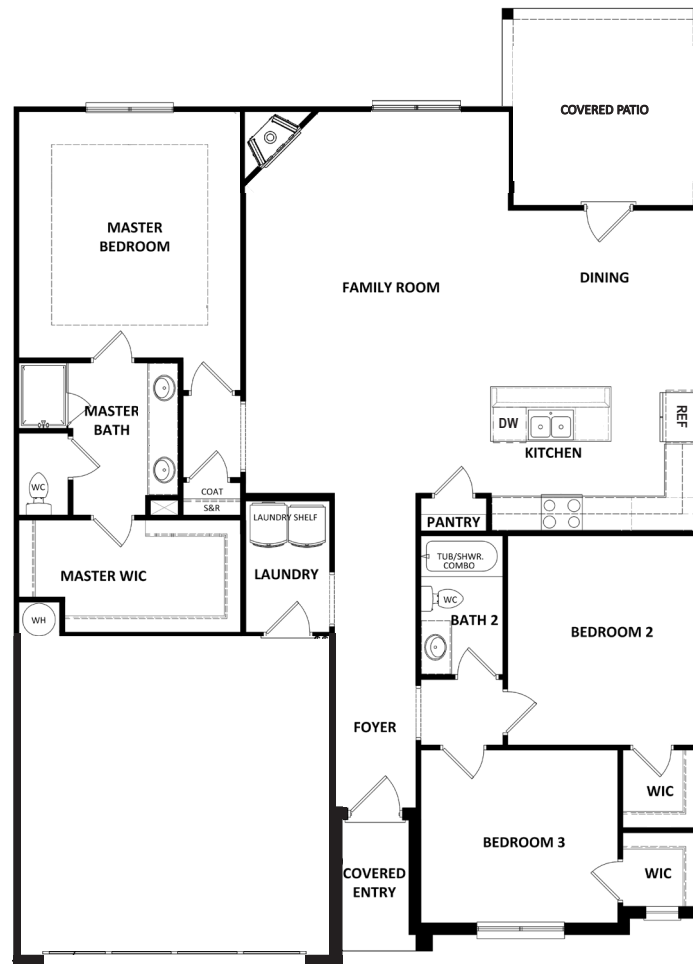 COVERED PATIO
MASTER
BEDROOM
FAMILY ROOM
DINING
MASTER
BATH
REF
DW
KITCHEN
WC
COAT
S&R
LAUNDRY SHELF
PANTRY
TUB/SHWR.
COMBO
MASTER WIC
LAUNDRY
WC
BATH 2
WH
BEDROOM 2
FOYER
WIC
BEDROOM 3
WIC
COVERED
ENTRY